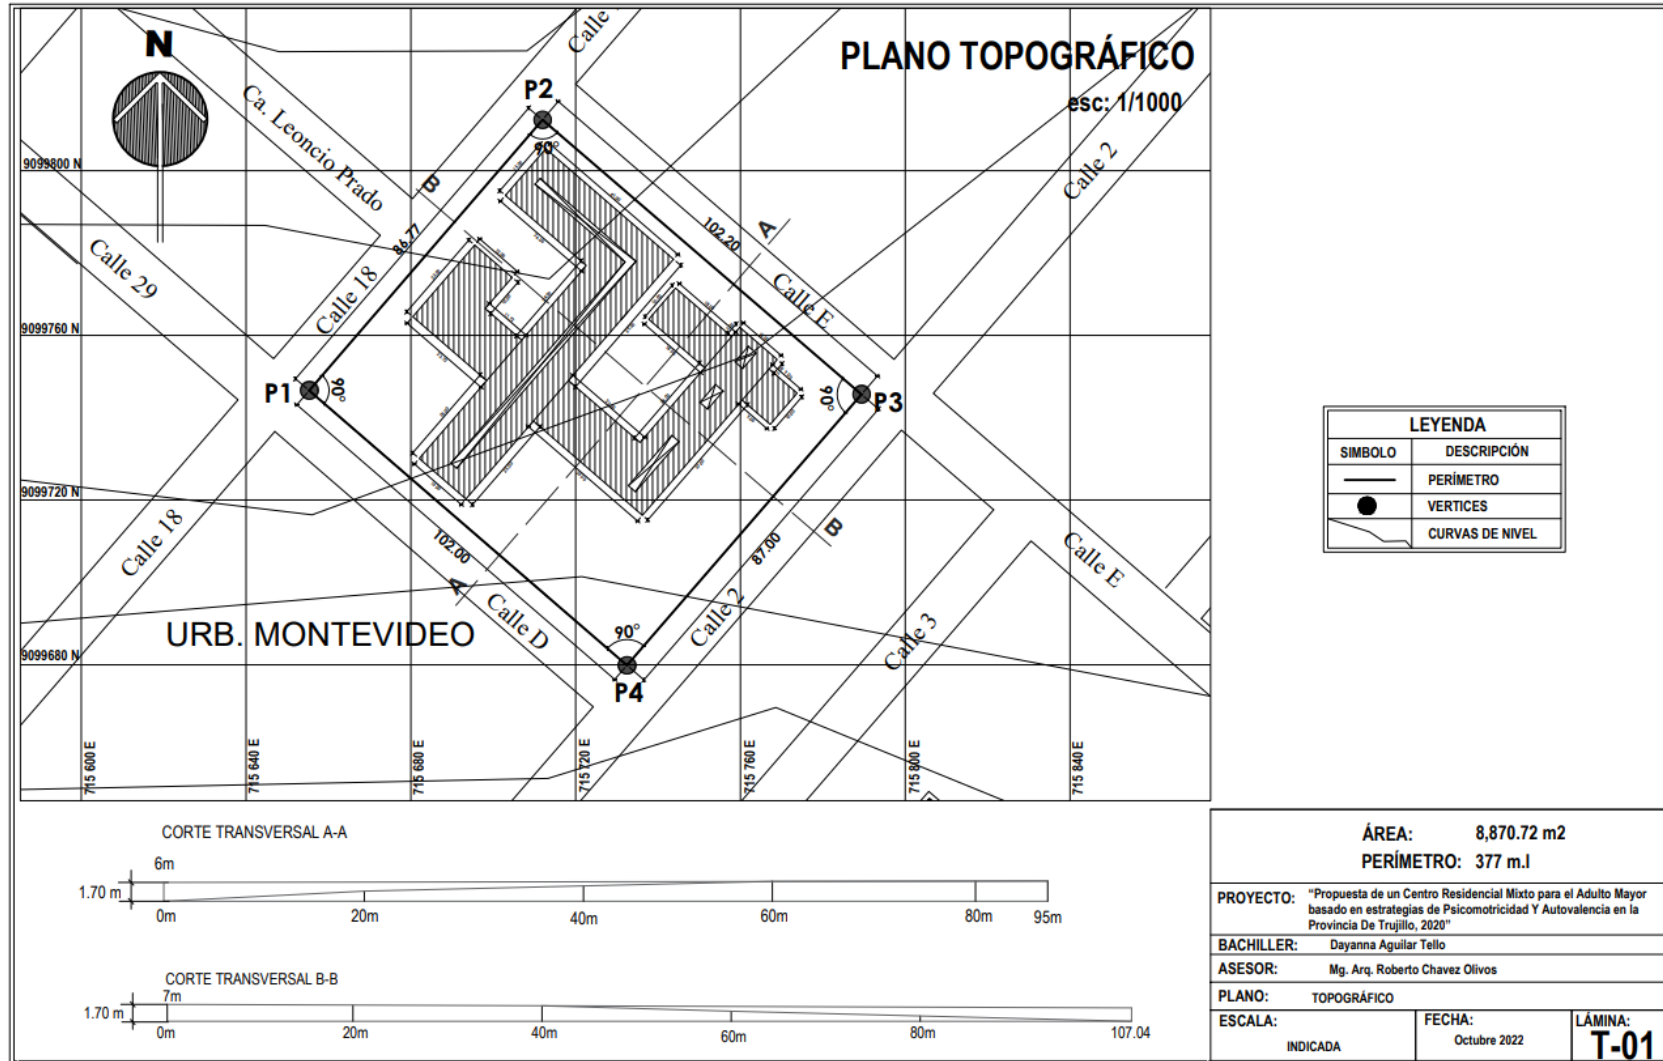 PLANO TOPOGRÁFICO
esc: 1/1000
N
Calle
P2
90°
Ca. Leoncio Prado
B
Calle 2
9099800 N
86.77
102.20
A
Calle 29
Calle 18
Calle E
9099760 N
P1
90°
90°
P3
LEYENDA
SIMBOLO DESCRIPCIÓN
PERÍMETRO
VERTICES
CURVAS DE NIVEL
9099720 N
Calle 18
102.00
B
87.00
Calle E
A
Calle D
Calle 2
Calle 3
URB. MONTEVIDEO
90°
9099680 N
P4
715 600 E
715 640 E
715 680 E
715 720 E
715 760 E
715 800 E
715 840 E
CORTE TRANSVERSAL A-A
6m
1.70 m
0m 20m 40m 60m 80m 95m
CORTE TRANSVERSAL B-B
7m
1.70 m
0m 20m 40m 60m 80m 107.04
ÁREA: 8,870.72 m2
PERÍMETRO: 377 m.l
PROYECTO: "Propuesta de un Centro Residencial Mixto para el Adulto Mayor
basado en estrategias de Psicomotricidad Y Autovalencia en la
Provincia De Trujillo, 2020"
BACHILLER: Dayanna Aguilar Tello
ASESOR: Mg. Arq. Roberto Chavez Olivos
PLANO: TOPOGRÁFICO
ESCALA: INDICADA
FECHA: Octubre 2022
LÁMINA: T-01